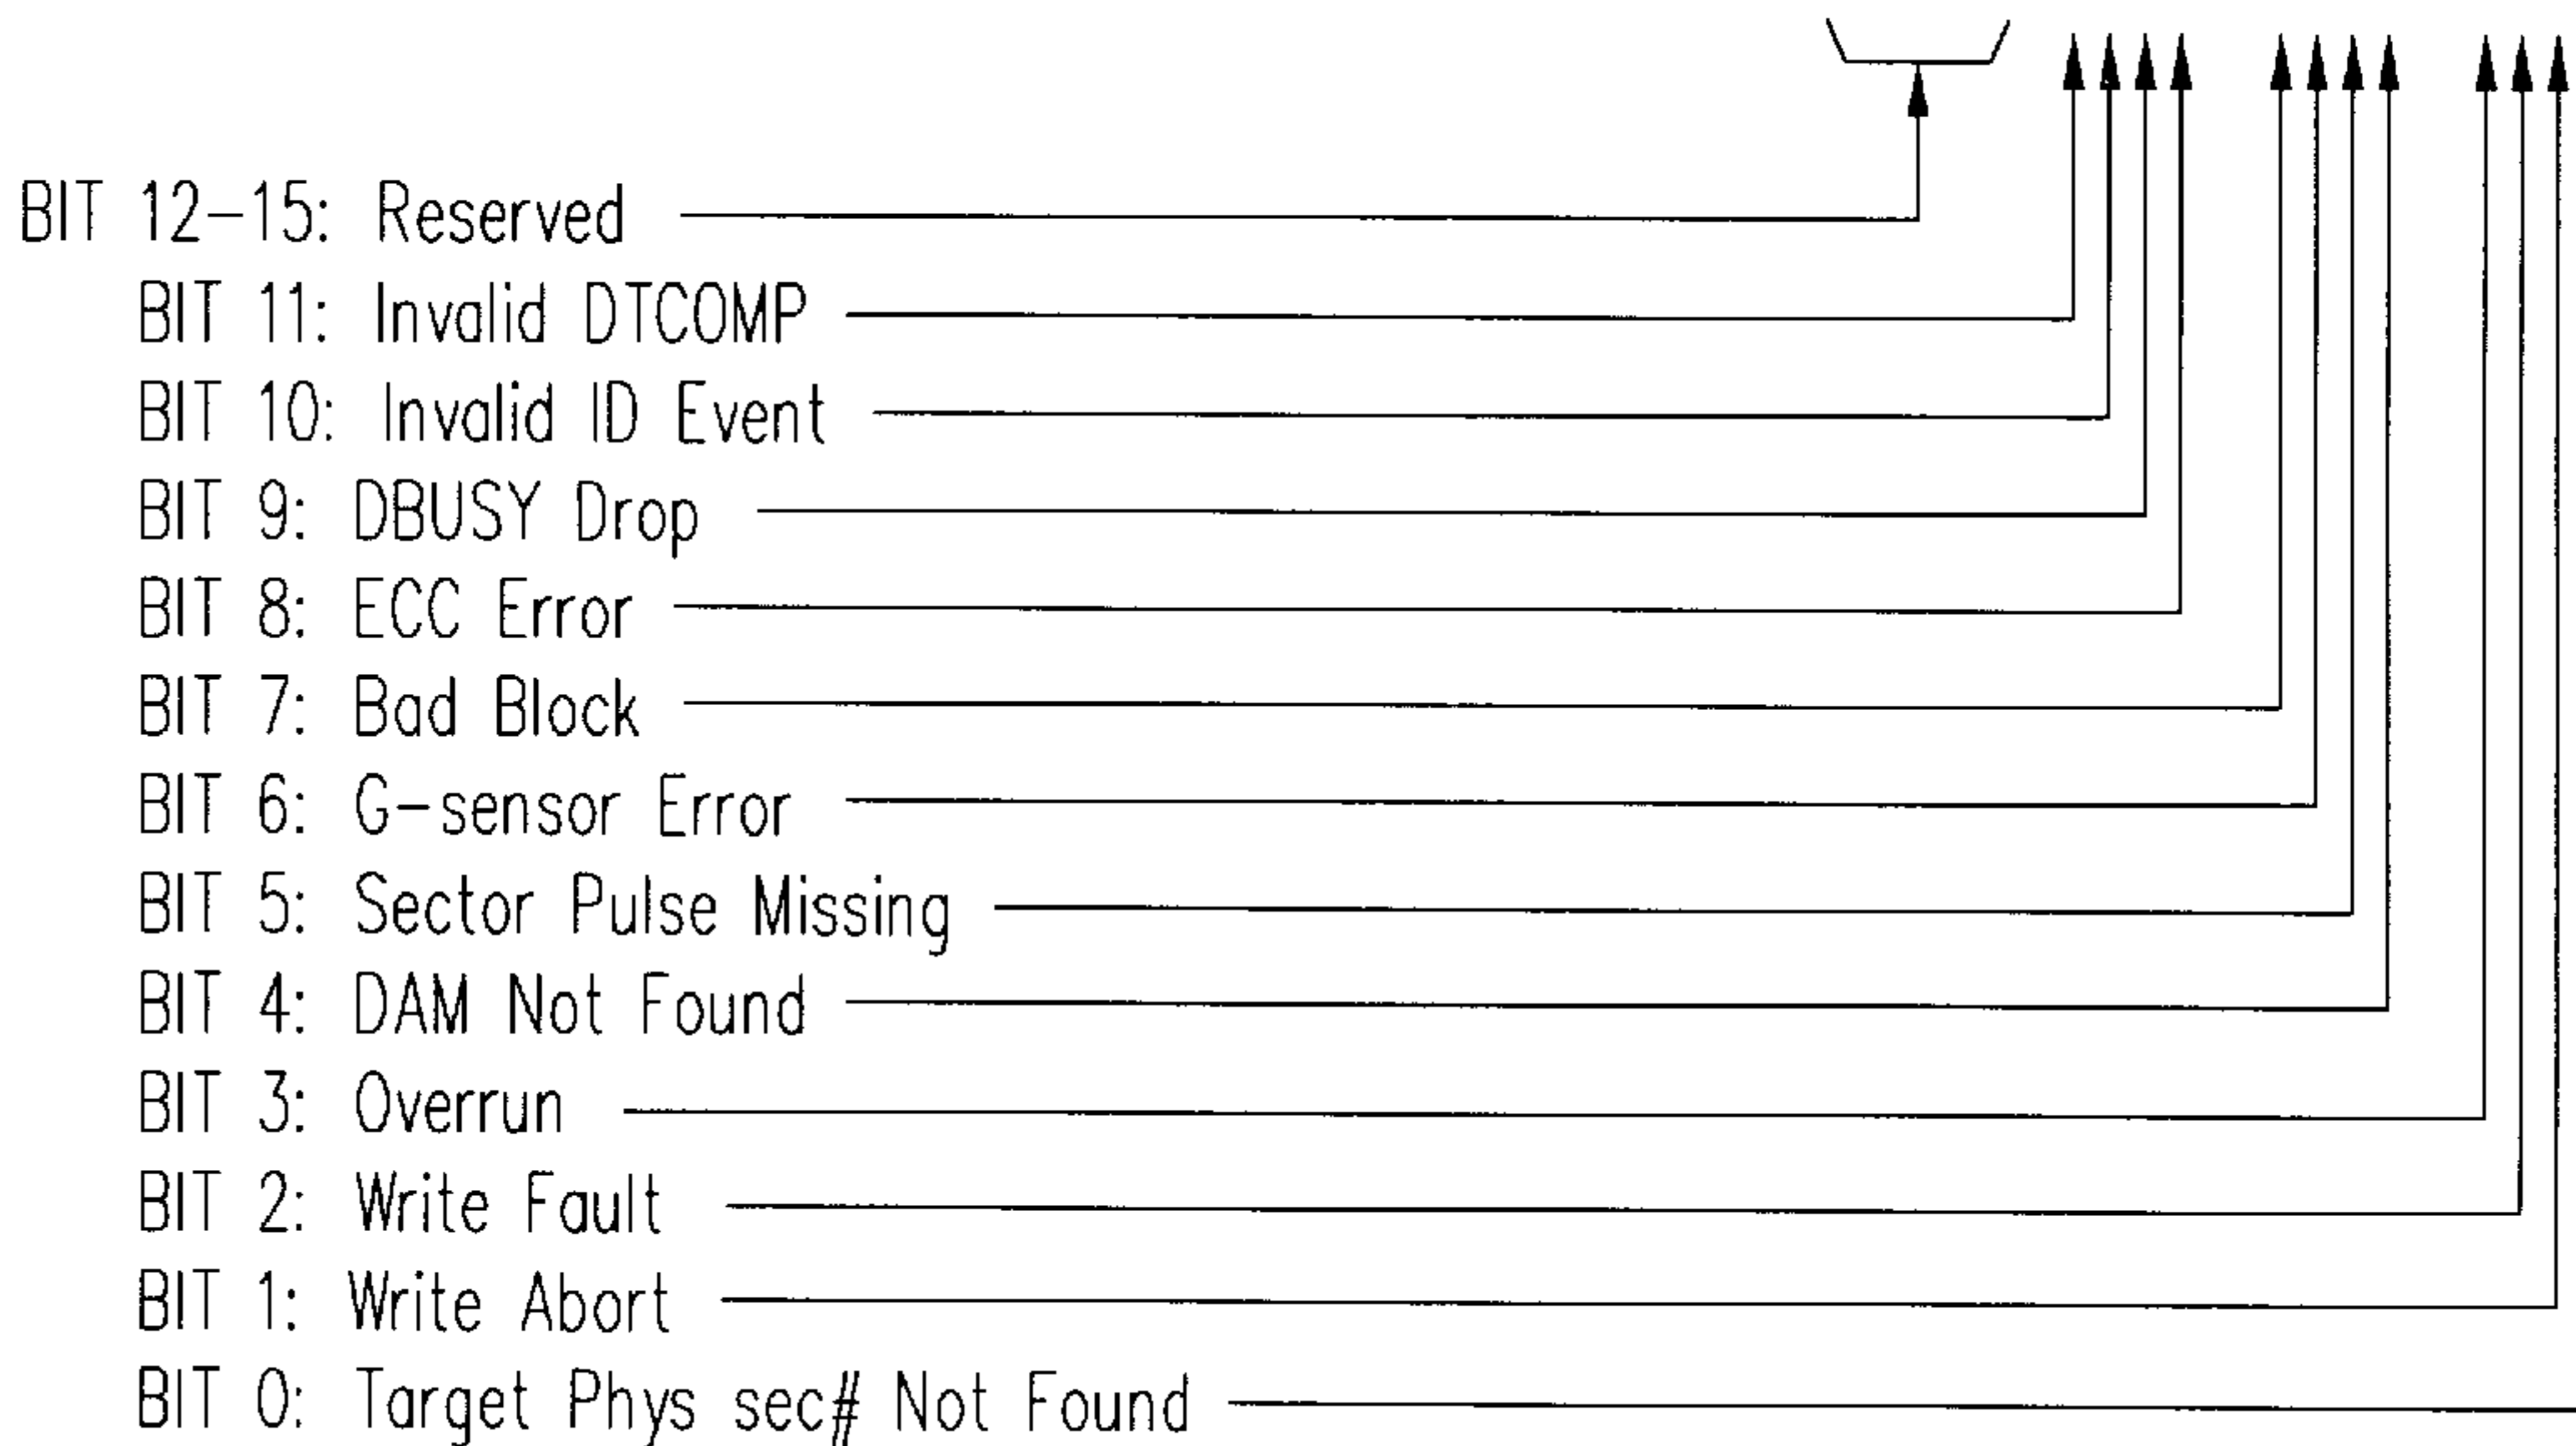 BIT 12-15: Reserved
BIT 11: Invalid DTCOMP
BIT 10: Invalid ID Event
BIT 9: DBUSY Drop
BIT 8: ECC Error
BIT 7: Bad Block
BIT 6: G-sensor Error
BIT 5: Sector Pulse Missing
BIT 4: DAM Not Found
BIT 3: Overrun
BIT 2: Write Fault
BIT 1: Write Abort
BIT 0: Target Phys sec# Not Found